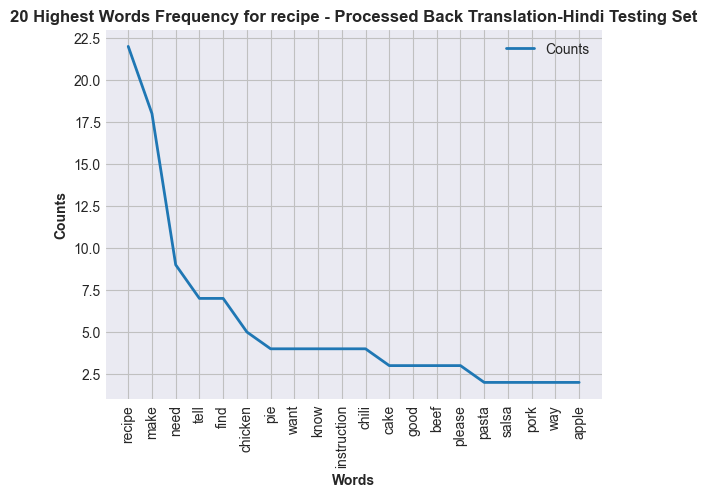 20 Highest Words Frequency for recipe - Processed Back Translation-Hindi Testing Set
Counts
22.5
20.0
17.5
15.0
12.5
10.0
7.5
5.0
2.5
Counts
recipe
make
need
tell
find
chicken
pie
want
know
instruction
chili
cake
good
beef
please
pasta
salsa
pork
way
apple
Words